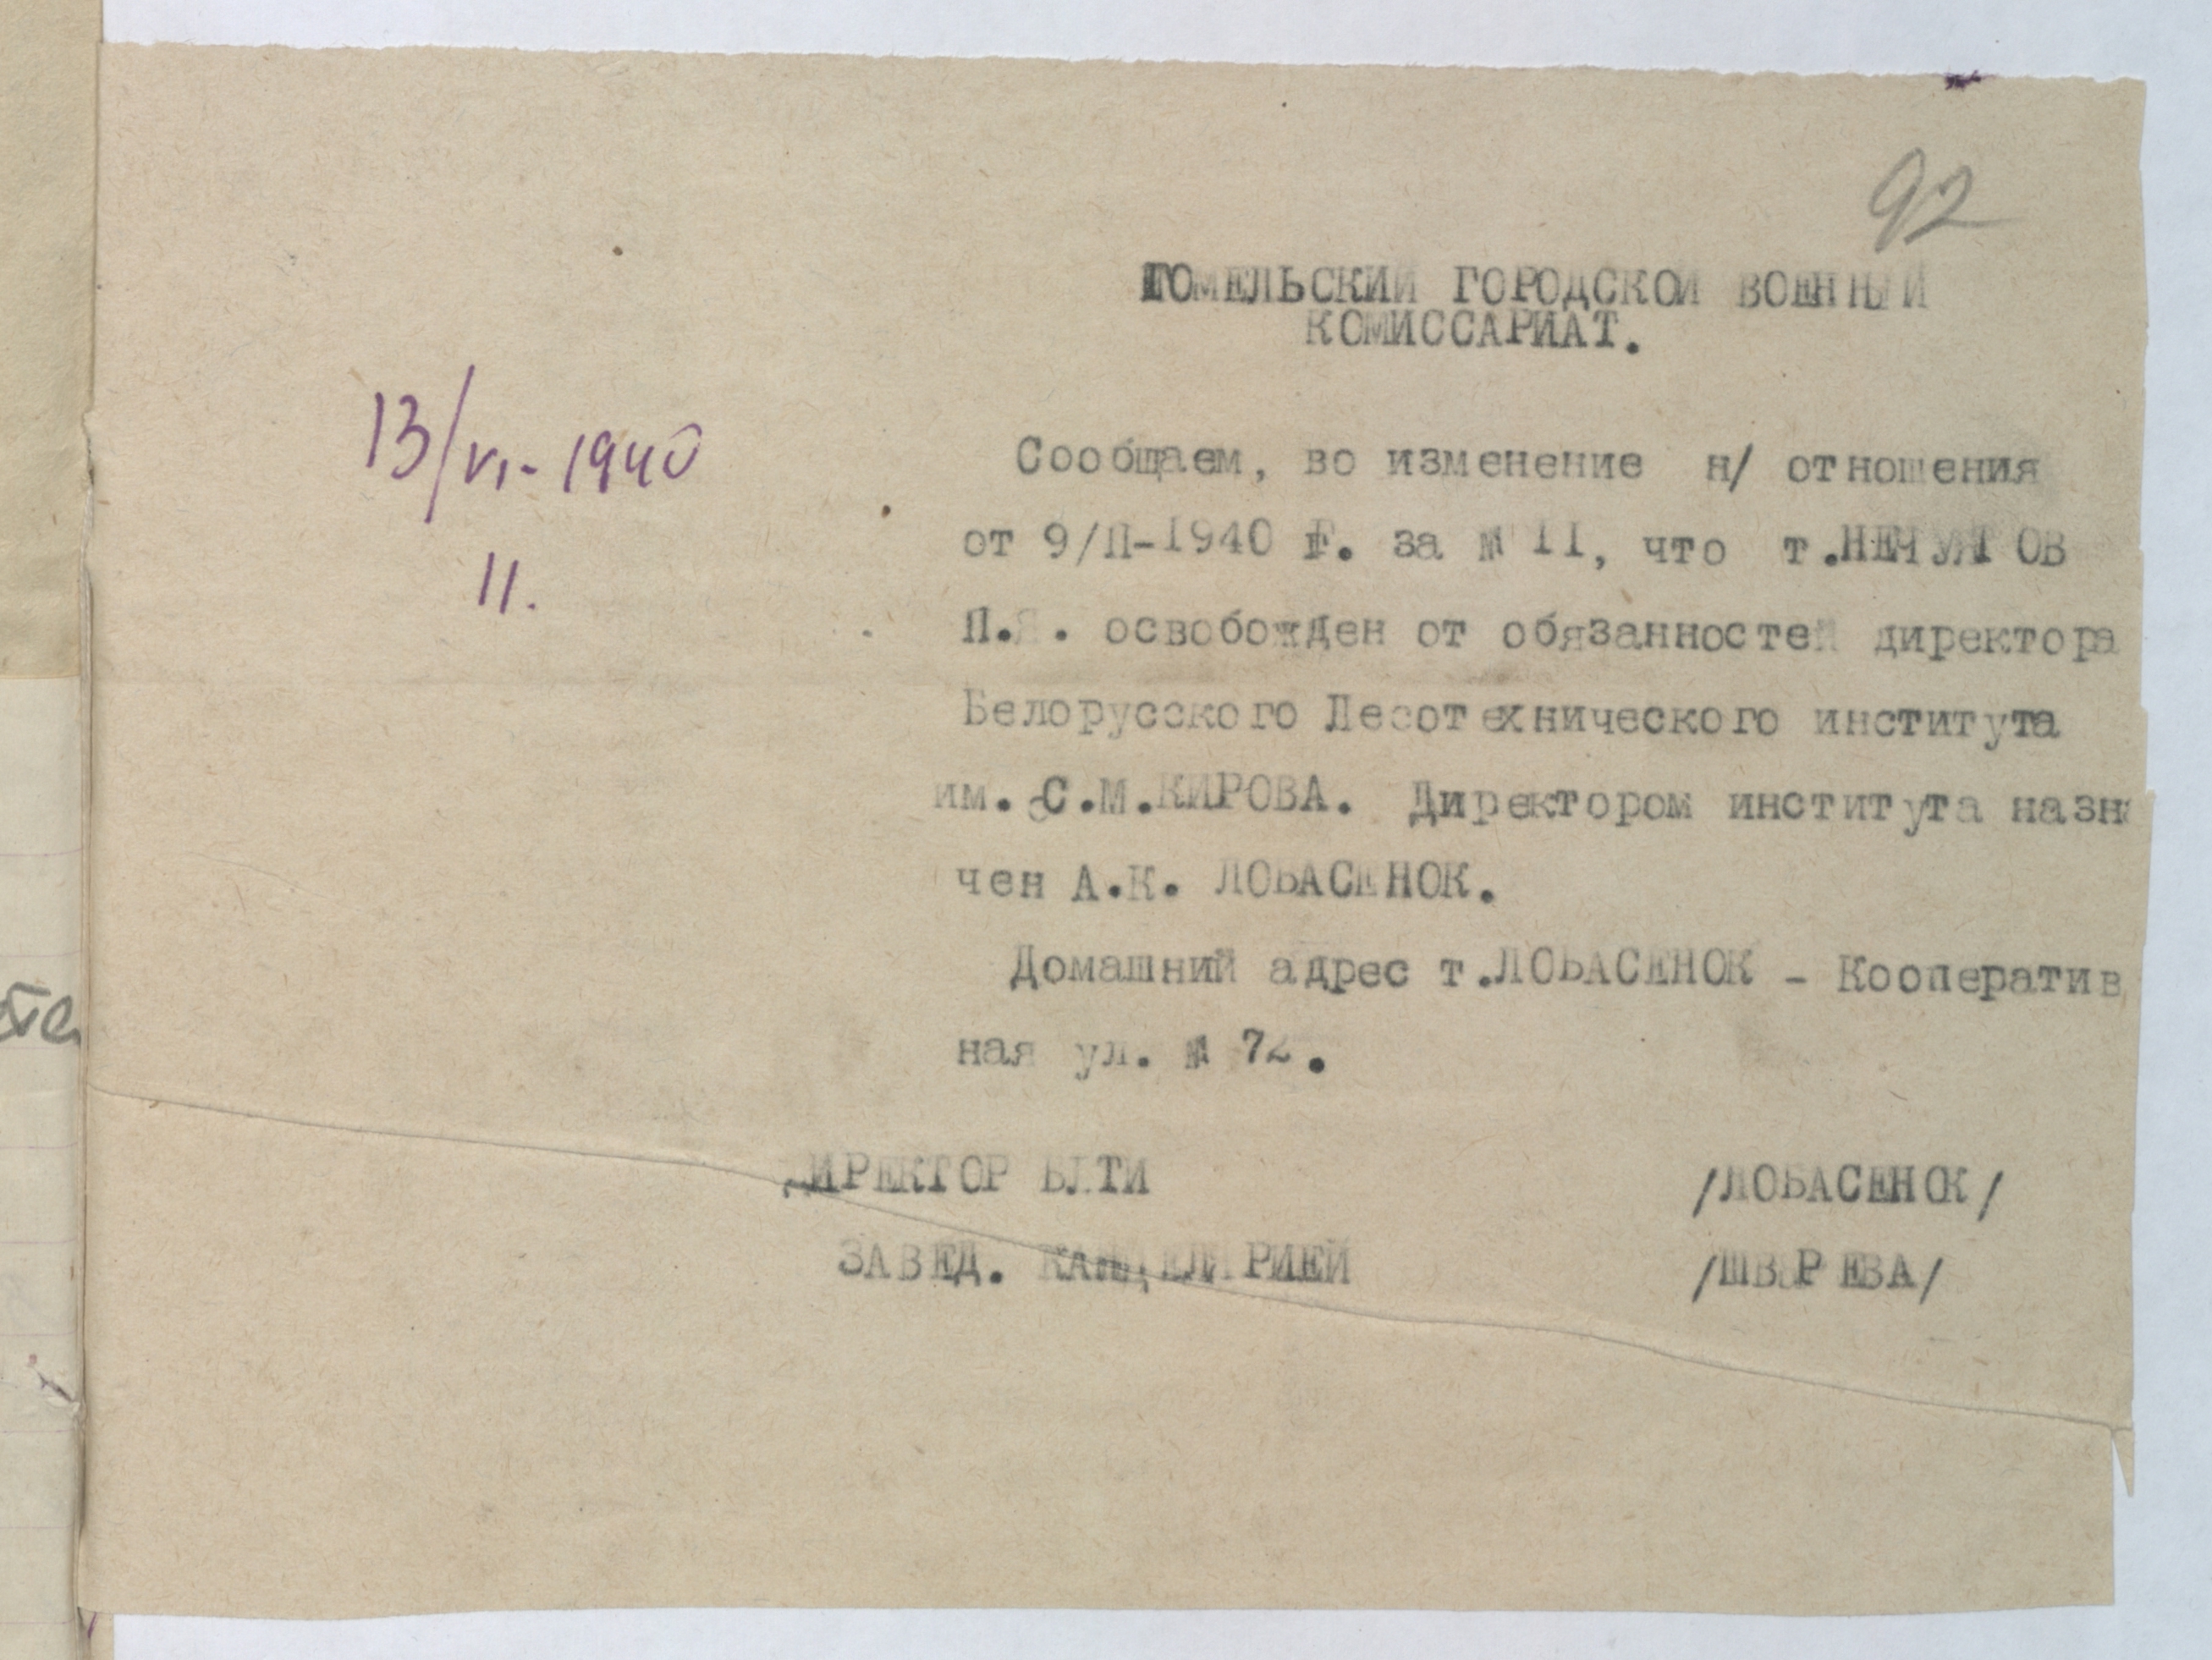 92
ГОМЕЛЬСКИЙ ГОРОДСКОЙ ВОЕННЫЙ
КОМИССАРИАТ.
13/VI-1940
11.
Сообщаем, во изменение н/ отношения
от 9/П-1940 Г. за № II, что т.НЕЧУЯТОВ
П.Я. освобожден от обязанностей директора
Белорусского Лесотехнического института
им. С.М.КИРОВА. Директором института назна
чен А.К. ЛОБАСЕНОК.
Домашний адрес т.ЛОБАСЕНОК - Кооператив
ная ул. № 72.
ДИРЕКТОР БЛТИ /ЛОБАСЕНОК/
ЗАВЕД. КАНЦЕЛЯРИЕЙ /ШВАРЕВА/